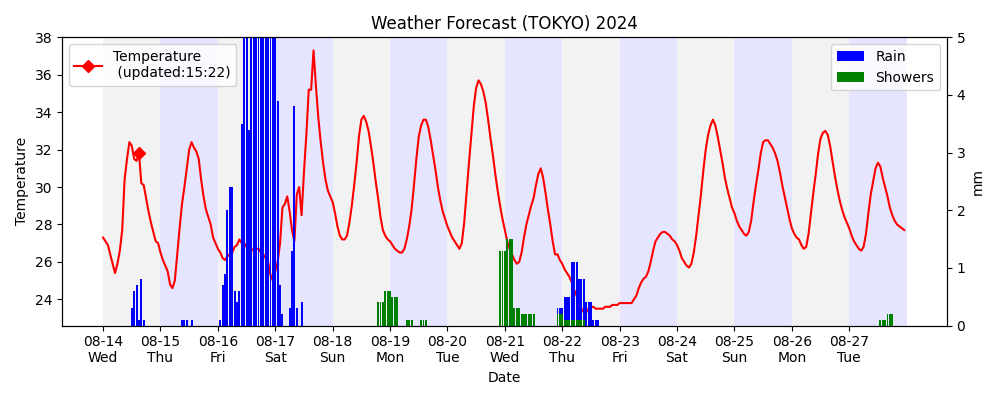 Weather Forecast (TOKYO) 2024
Temperature
(updated:15:22)
Rain
Showers
38
36
34
32
30
28
26
24
Temperature
5
4
3
2
1
0
mm
08-14 08-15 08-16 08-17 08-18 08-19 08-20 08-21 08-22 08-23 08-24 08-25 08-26 08-27
Wed Thu Fri Sat Sun Mon Tue Wed Thu Fri Sat Sun Mon Tue
Date